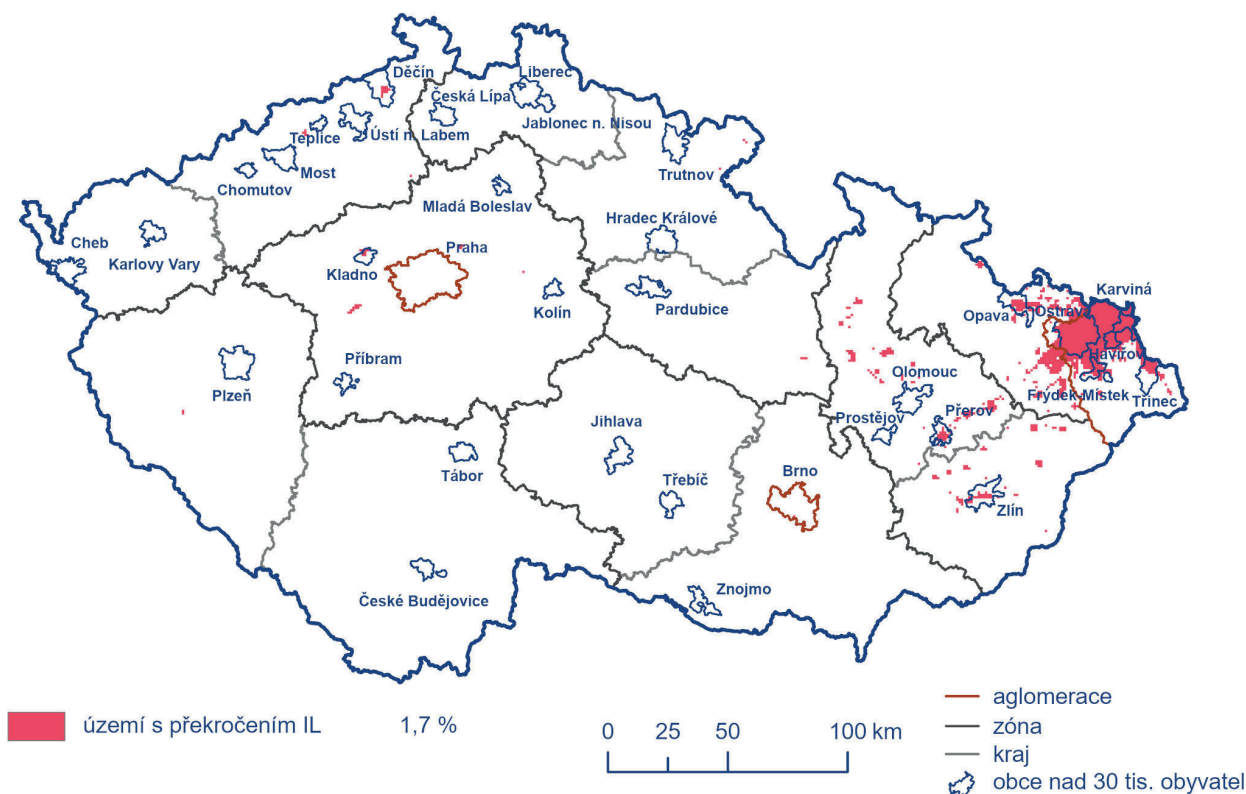 Děčín
Liberec
Česká Lípa
Jablonec n. Nisou
Teplice
Ústí n. Labem
Most
Chomutov
Trutnov
Mladá Boleslav
Hradec Králové
Cheb
Karlovy Vary
Praha
Kladno
Kolín
Pardubice
Karviná
Opava
Ostrava
Havířov
Frýdek-Místek
Třinec
Příbram
Plzeň
Olomouc
Prostějov
Přerov
Jihlava
Tábor
Třebíč
Brno
Zlín
České Budějovice
Znojmo
území s překročením IL 1,7 %
0 25 50 100 km
aglomerace
zóna
kraj
obce nad 30 tis. obyvatel